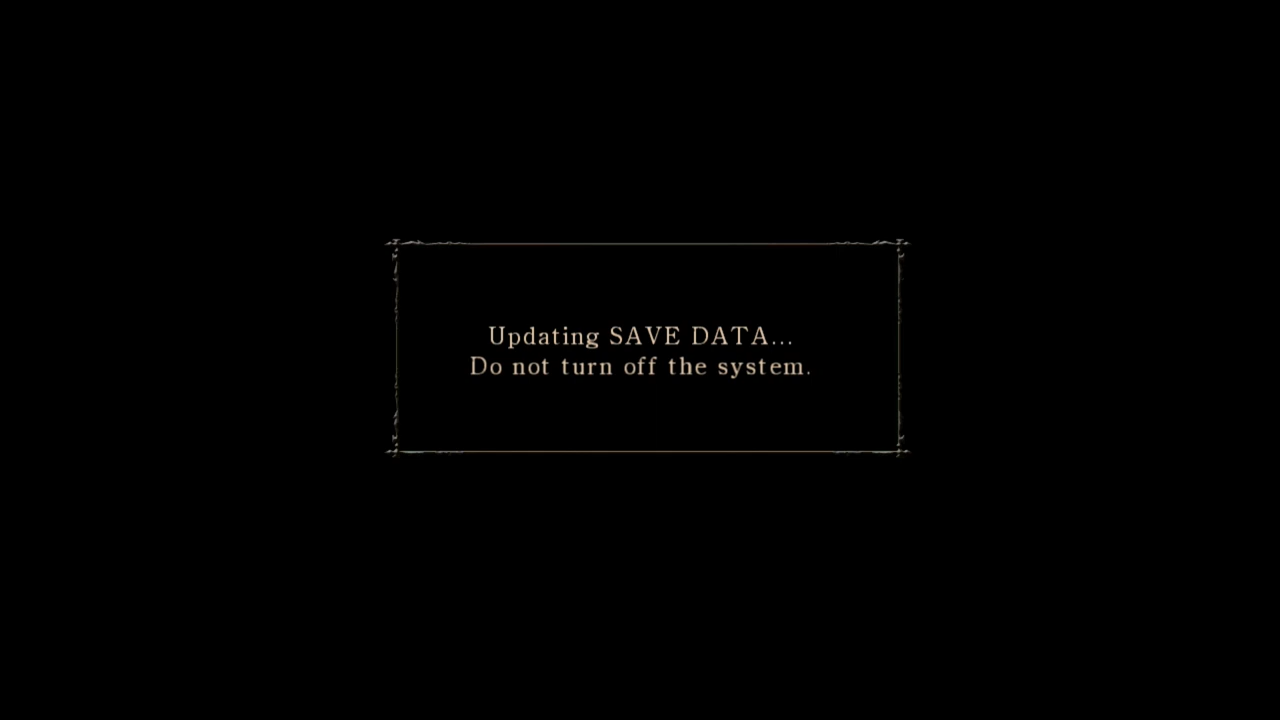 Updating SAVE DATA...
Do not turn off the system.